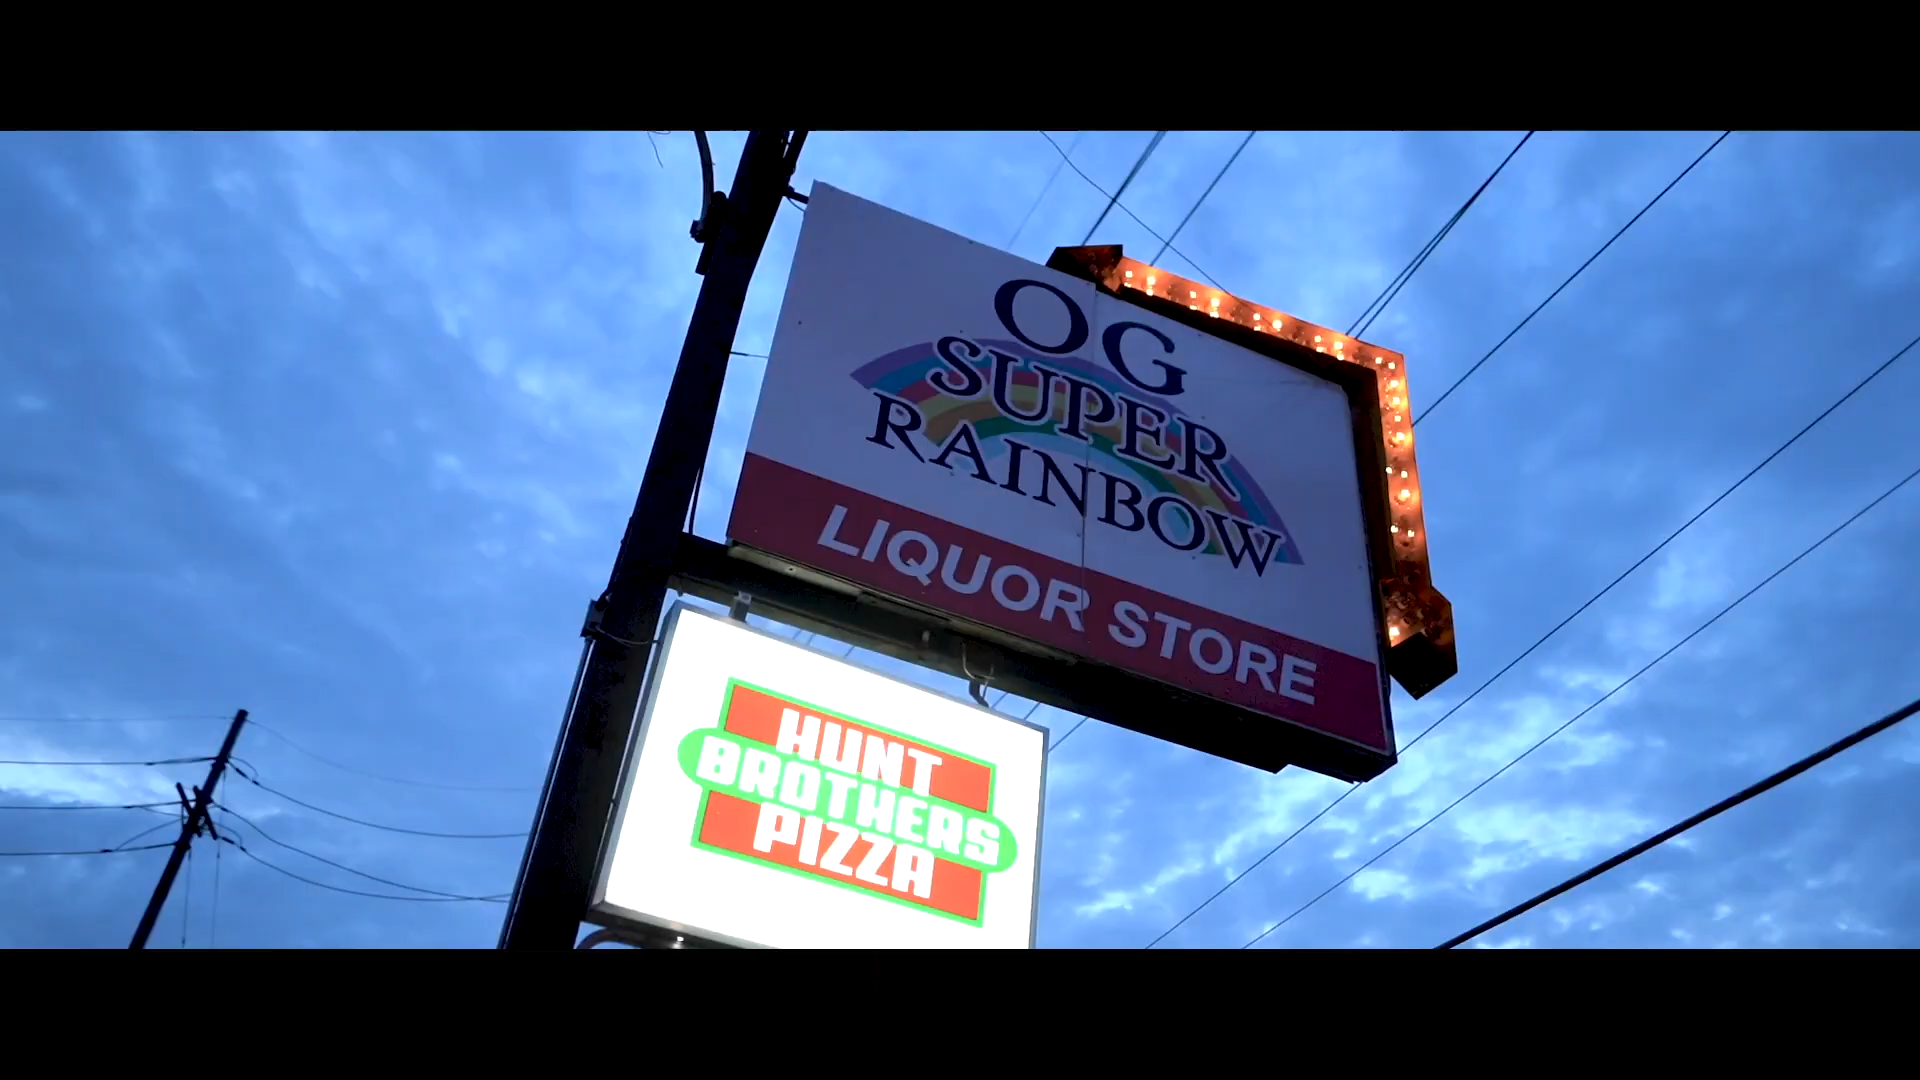 OG
SUPER
RAINBOW
LIQUOR STORE
HUNT
BROTHERS
PIZZA